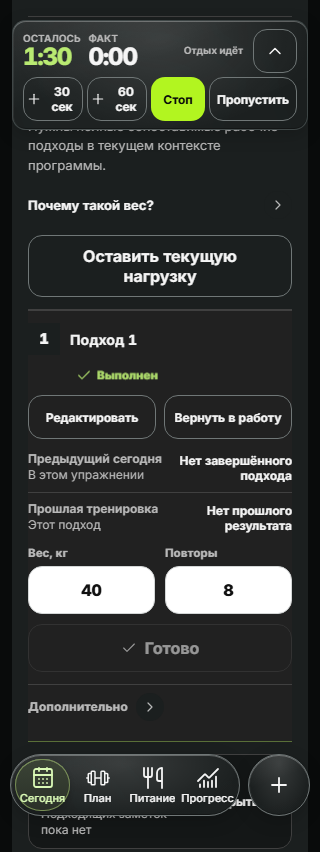 ОСТАЛОСЬ ФАКТ
1:30 0:00
Отдых идёт
+ 30 сек
+ 60 сек
Стоп
Пропустить
подходы в текущем контексте
программы.
Почему такой вес?
Оставить текущую
нагрузку
1 Подход 1
Выполнен
Редактировать Вернуть в работу
Предыдущий сегодня
В этом упражнении
Нет завершённого
подхода
Прошлая тренировка
Этот подход
Нет прошлого
результата
Вес, кг Повторы
40 8
Готово
Дополнительно
Сегодня План Питание Прогресс +
пока нет